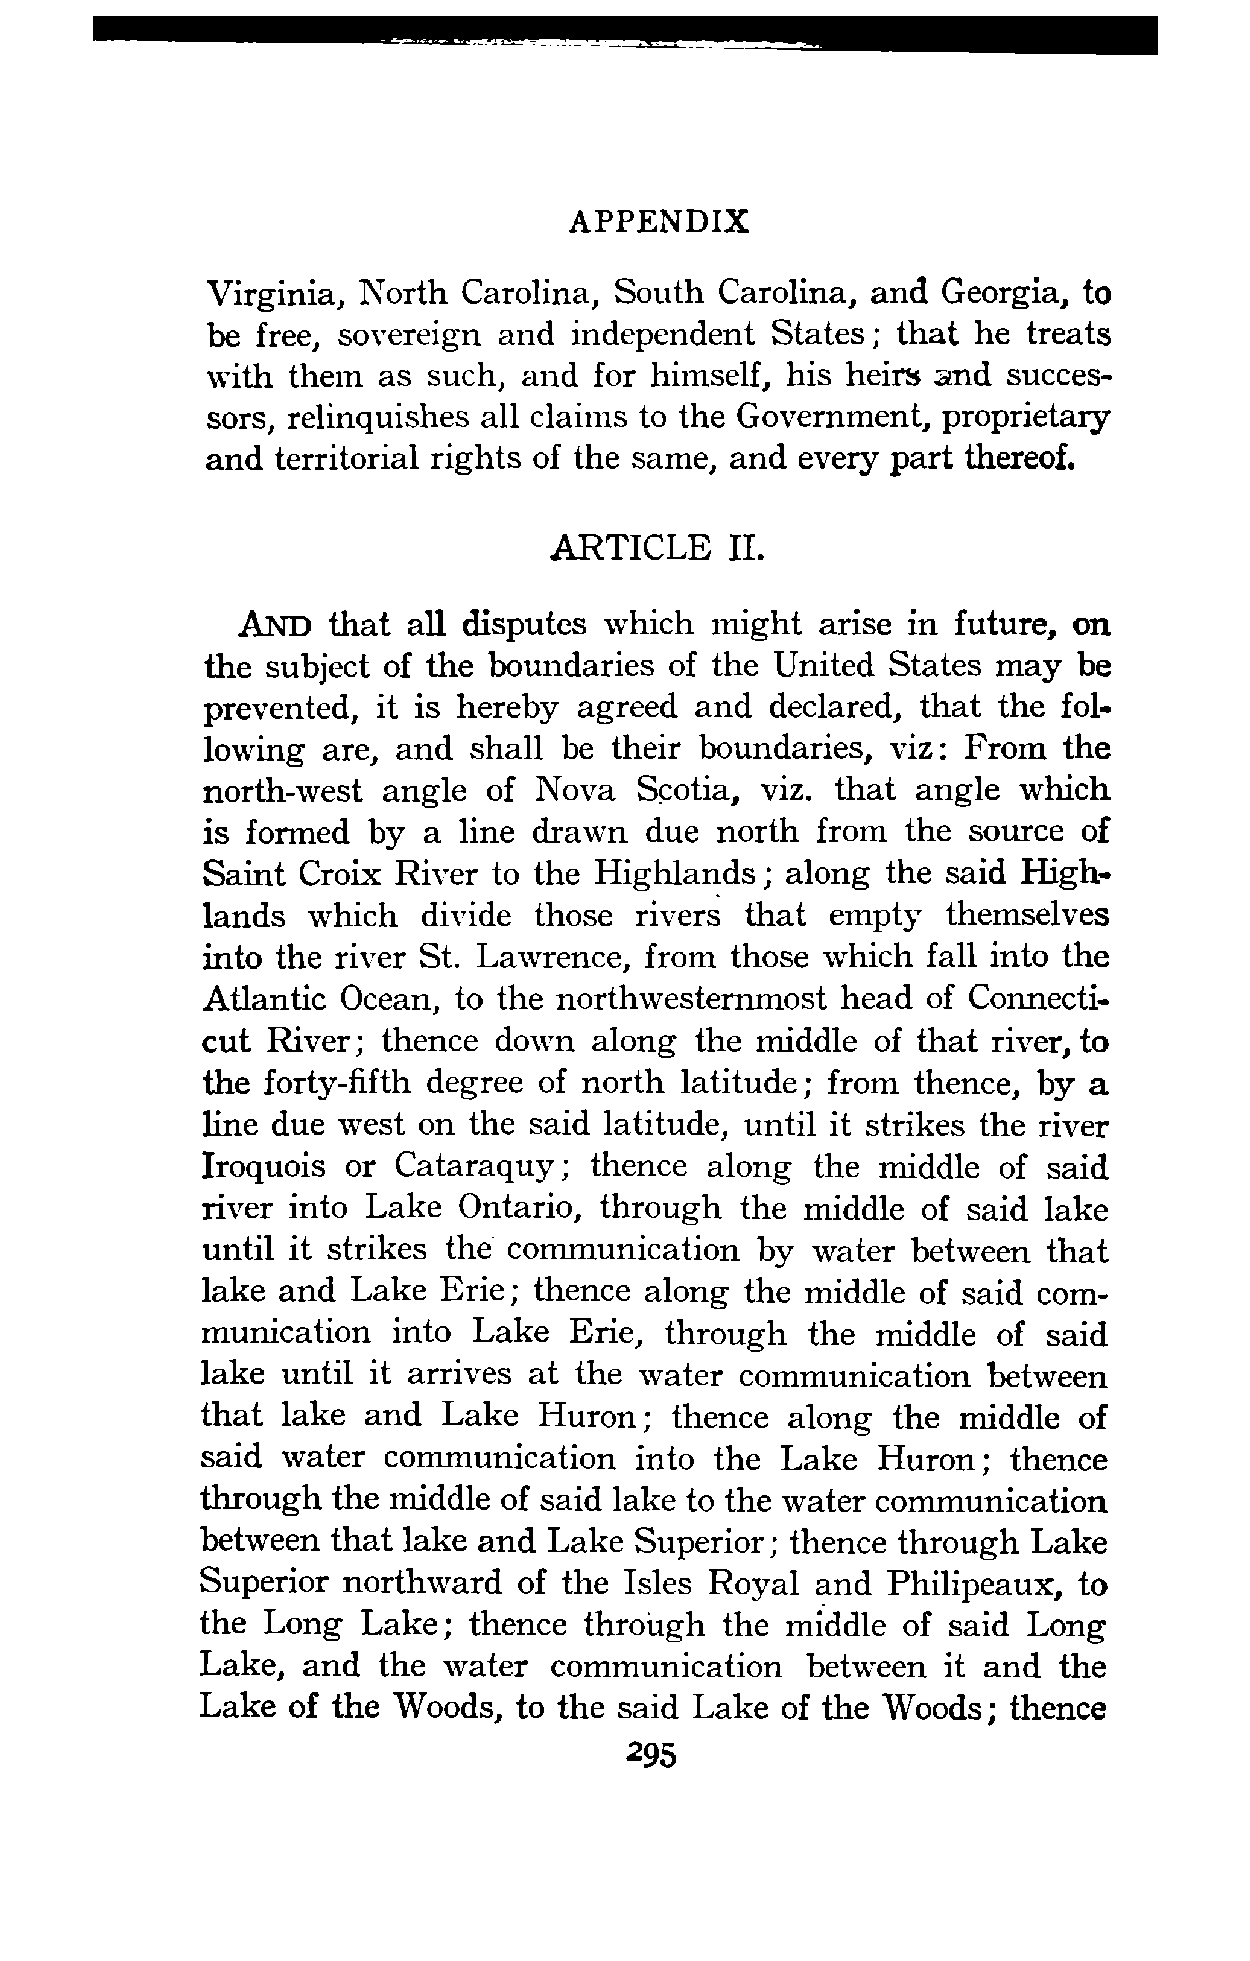 APPENDIX
Virginia, North Carolina, South Carolina, and Georgia, to
be free, sovereign and independent States; that he treats
with them as such, and for himself, his heirs and succes-
sors, relinquishes all claims to the Government, proprietary
and territorial rights of the same, and every part thereof.
ARTICLE II.
AND that all disputes which might arise in future, on
the subject of the boundaries of the United States may be
prevented, it is hereby agreed and declared, that the fol-
lowing are, and shall be their boundaries, viz: From the
north-west angle of Nova Scotia, viz. that angle which
is formed by a line drawn due north from the source of
Saint Croix River to the Highlands; along the said High-
lands which divide those rivers that empty themselves
into the river St. Lawrence, from those which fall into the
Atlantic Ocean, to the northwesternmost head of Connecti-
cut River; thence down along the middle of that river, to
the forty-fifth degree of north latitude; from thence, by a
line due west on the said latitude, until it strikes the river
Iroquois or Cataraquy; thence along the middle of said
river into Lake Ontario, through the middle of said lake
until it strikes the communication by water between that
lake and Lake Erie; thence along the middle of said com-
munication into Lake Erie, through the middle of said
lake until it arrives at the water communication between
that lake and Lake Huron; thence along the middle of
said water communication into the Lake Huron; thence
through the middle of said lake to the water communication
between that lake and Lake Superior; thence through Lake
Superior northward of the Isles Royal and Philipeaux, to
the Long Lake; thence through the middle of said Long
Lake, and the water communication between it and the
Lake of the Woods, to the said Lake of the Woods; thence
295